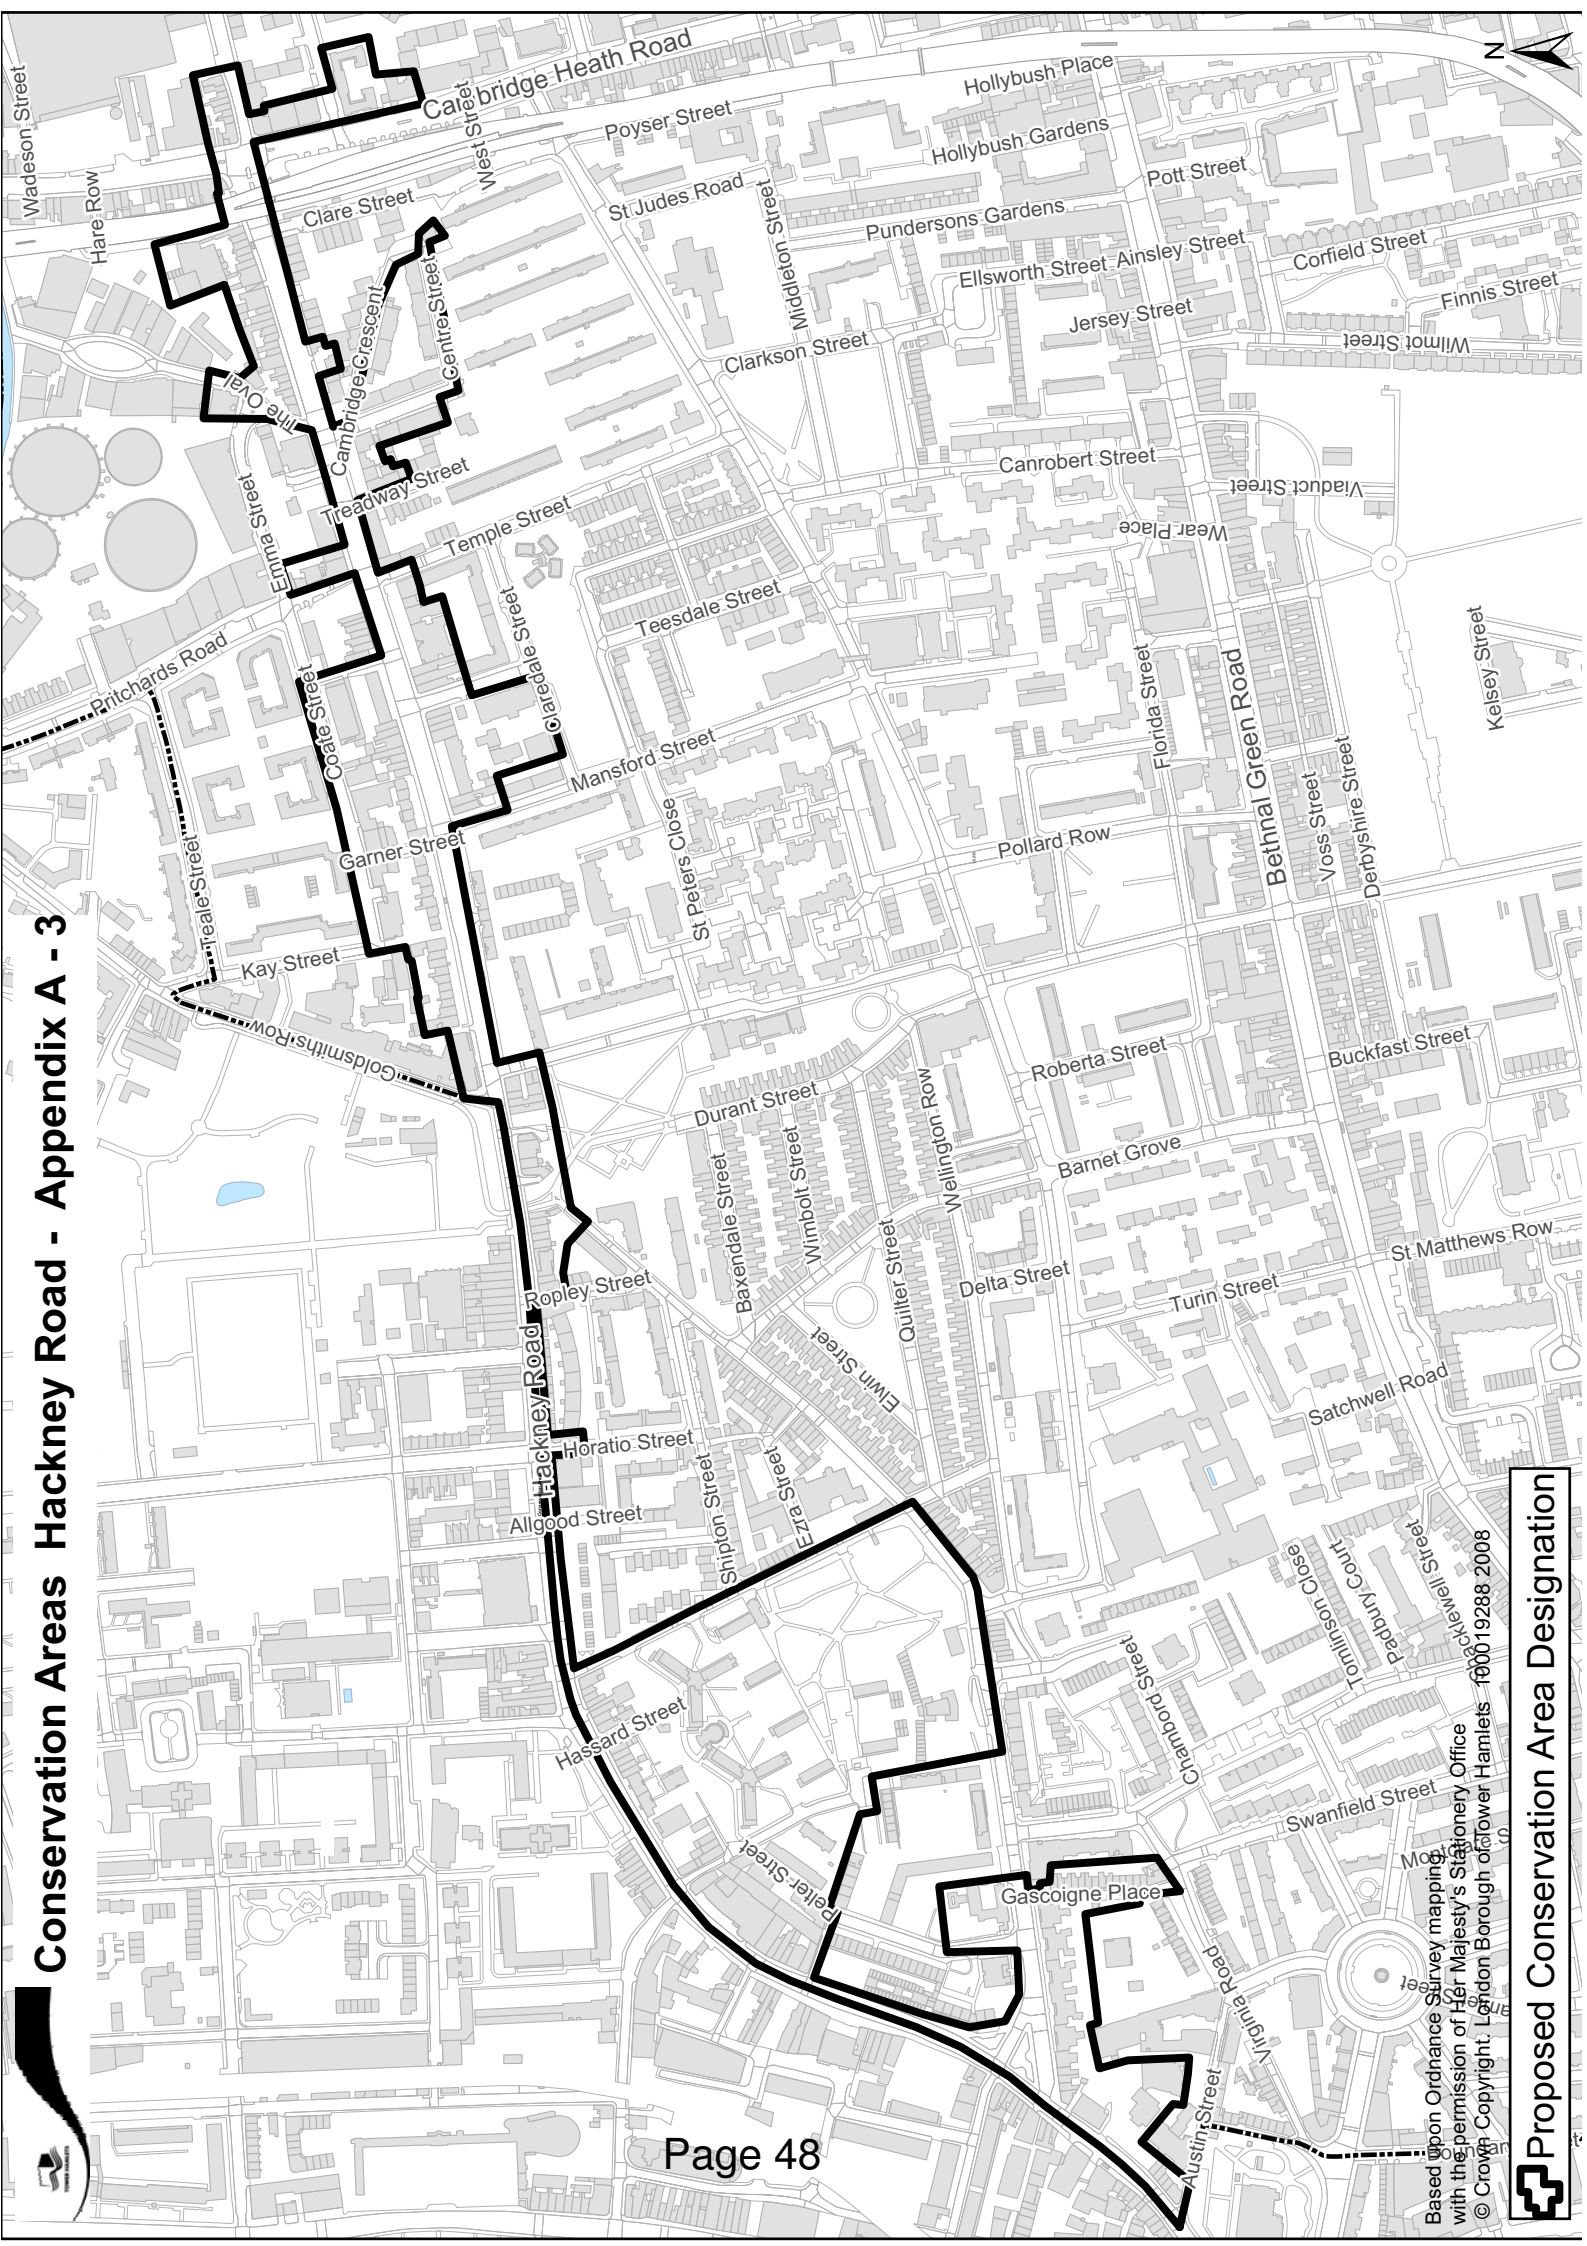 Conservation Areas Hackney Road - Appendix A - 3
TOWER HAMLETS
Wadeson Street
Hare Row
Cambridge Heath Road
West Street
Clare Street
Poyser Street
Hollybush Place
Hollybush Gardens
St Judes Road
Middleton Street
Pundersons Gardens
Pott Street
Ellsworth Street
Ainsley Street
Corfield Street
Finnis Street
Jersey Street
Wilmot Street
Clarkson Street
Centre Street
Cambridge Crescent
The Oval
Emma Street
Treadway Street
Temple Street
Canrobert Street
Viaduct Street
Wear Place
Teesdale Street
Claredale Street
Pritchards Road
Coate Street
Mansford Street
Florida Street
Bethnal Green Road
Kelsey Street
Teale Street
Garner Street
St Peters Close
Pollard Row
Voss Street
Derbyshire Street
Kay Street
Goldsmiths Row
Durant Street
Roberta Street
Buckfast Street
Wellington Row
Barnet Grove
Baxendale Street
Wimbolt Street
Quilter Street
Delta Street
Turin Street
St Matthews Row
Ropley Street
Hackney Road
Elwin Street
Satchwell Road
Horatio Street
Allgood Street
Shipton Street
Ezra Street
Hassard Street
Chambord Street
Tomlinson Close
Padbury Court
Swanfield Street
Pelter Street
Gascoigne Place
Virginia Road
Austin Street
Page 48
N
Based upon Ordnance Survey mapping
with the permission of Her Majesty's Stationery Office
© Crown Copyright. London Borough of Tower Hamlets 100019288 2008
Proposed Conservation Area Designation